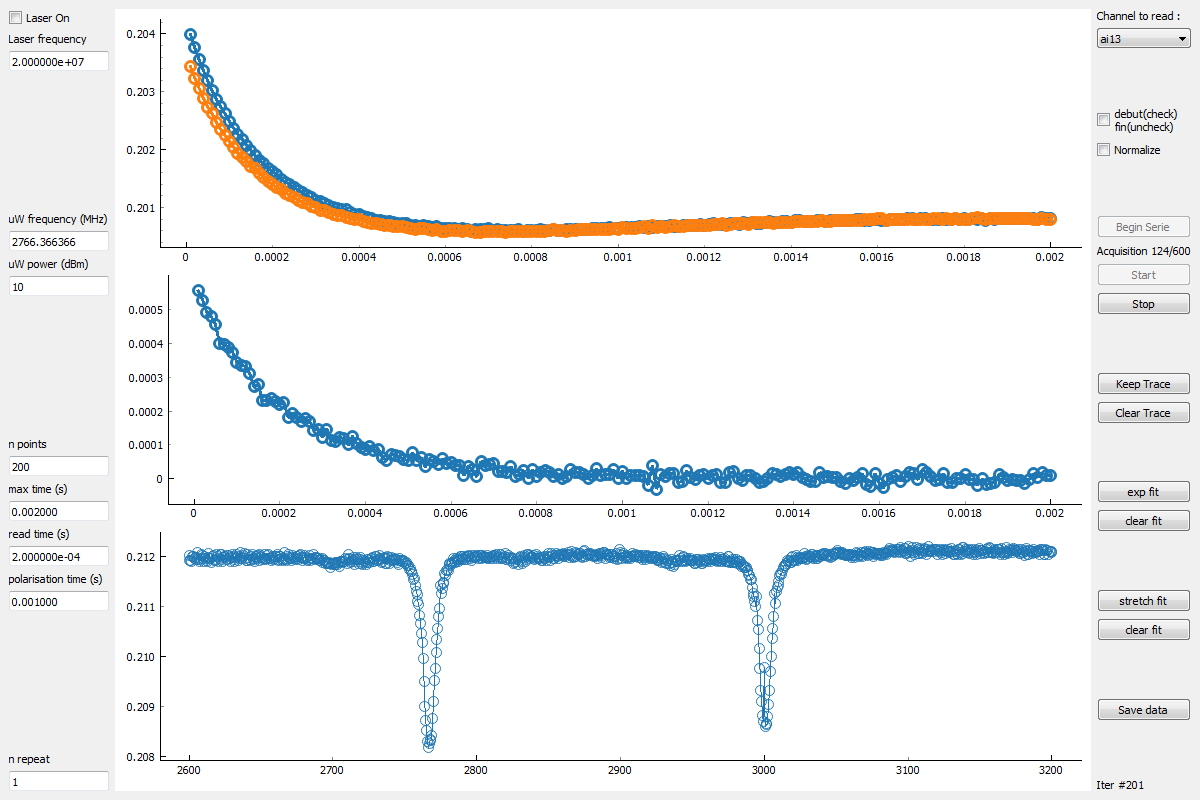 Laser On
Laser frequency
2.000000e+07
uW frequency (MHz)
2766.366366
uW power (dBm)
10
n points
200
max time (s)
0.002000
read time (s)
2.000000e-04
polarisation time (s)
0.001000
n repeat
1
0.204
0.203
0.202
0.201
0 0.0002 0.0004 0.0006 0.0008 0.001 0.0012 0.0014 0.0016 0.0018 0.002
0.0005
0.0004
0.0003
0.0002
0.0001
0
0 0.0002 0.0004 0.0006 0.0008 0.001 0.0012 0.0014 0.0016 0.0018 0.002
0.212
0.211
0.210
0.209
0.208
2600 2700 2800 2900 3000 3100 3200
Channel to read :
ai13
debut(check)
fin(uncheck)
Normalize
Begin Serie
Acquisition 124/600
Start
Stop
Keep Trace
Clear Trace
exp fit
clear fit
stretch fit
clear fit
Save data
Iter #201